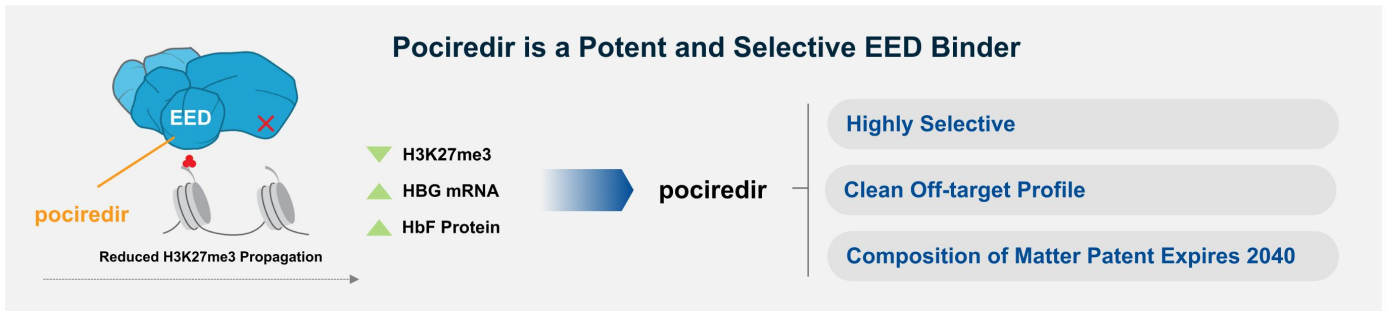 Pociredir is a Potent and Selective EED Binder
EED
pociredir
Reduced H3K27me3 Propagation
H3K27me3
HBG mRNA
HbF Protein
pociredir
Highly Selective
Clean Off-target Profile
Composition of Matter Patent Expires 2040